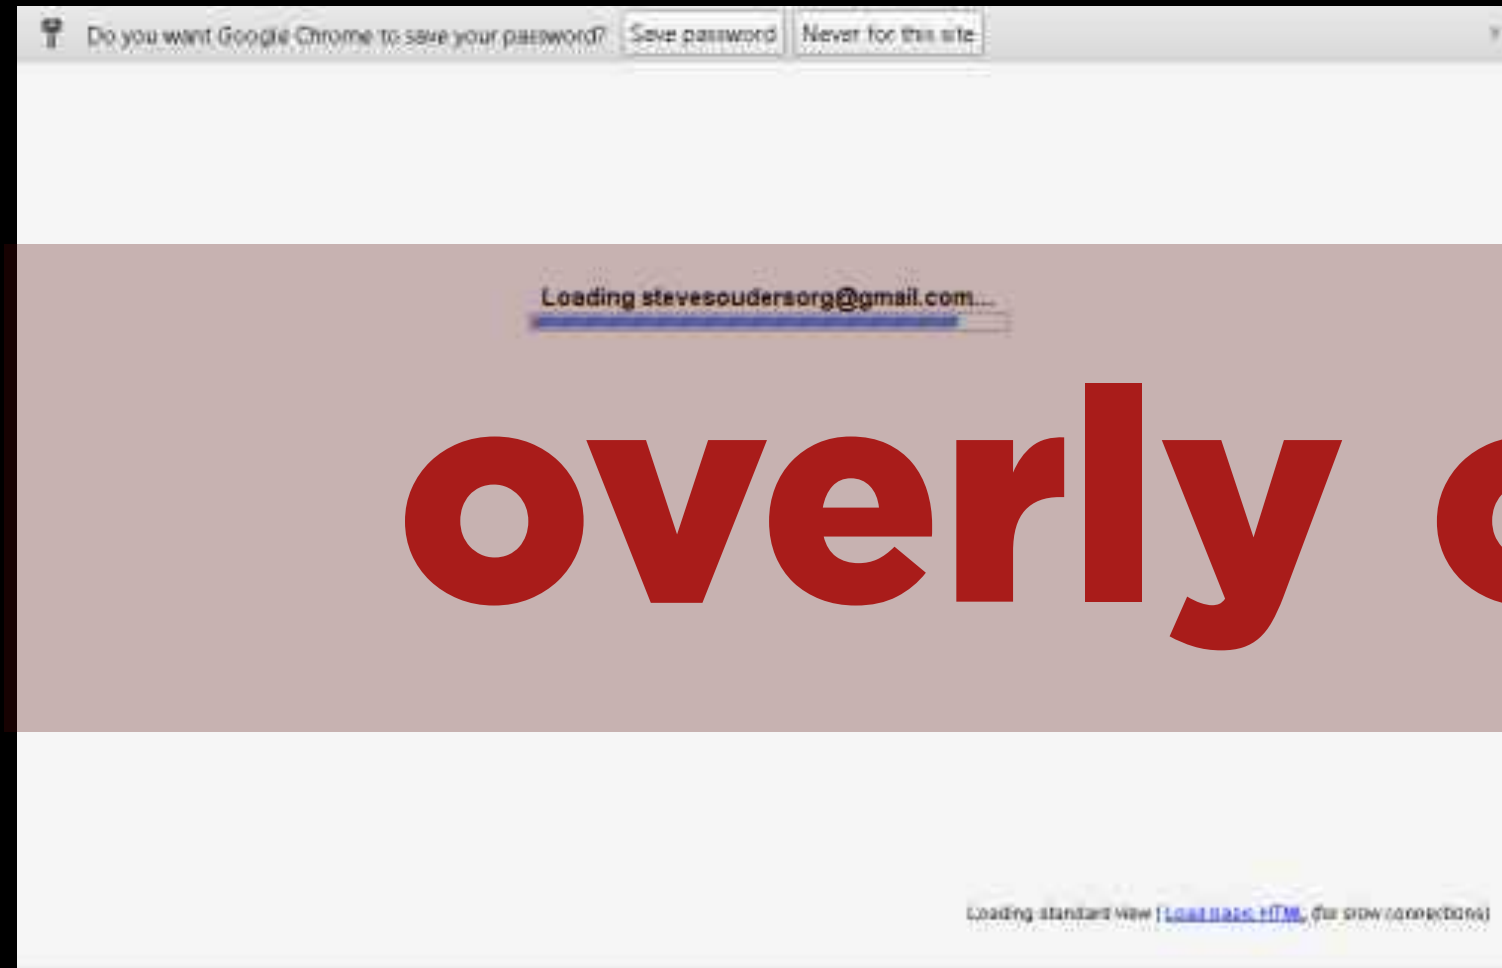 Do you want Google Chrome to save your password? Save password Never for this site
Loading stevesoudersorg@gmail.com...
overly
Loading standard view | Load basic HTML (for slow connections)